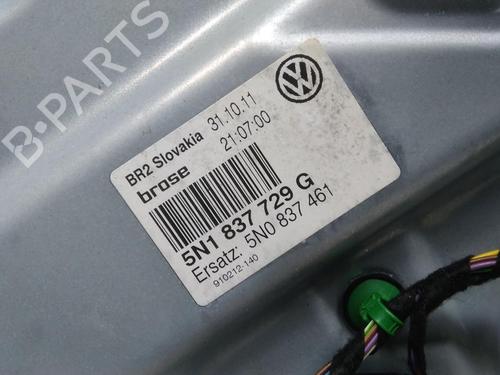 B-PARTS
BR2 Slovakia 31.10.11
brose 21:07:00
5N1 837 729 G
Ersatz: 5N0 837 461
910212-140